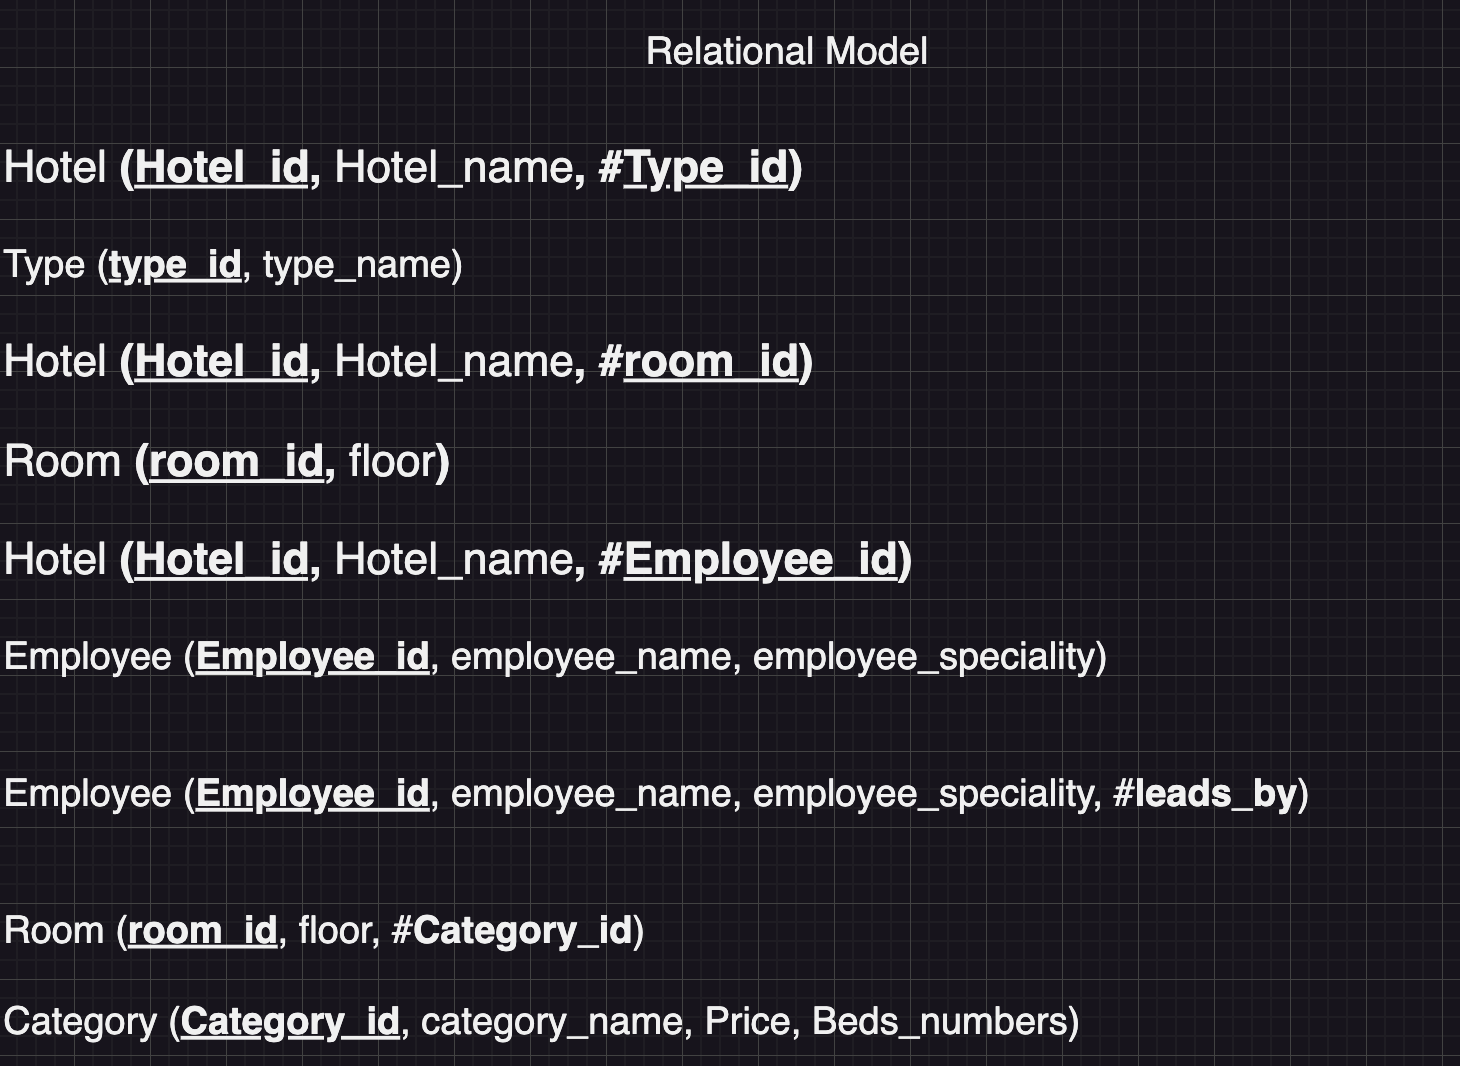 Relational Model
Hotel (Hotel_id, Hotel_name, #Type_id)
Type (type_id, type_name)
Hotel (Hotel_id, Hotel_name, #room_id)
Room (room_id, floor)
Hotel (Hotel_id, Hotel_name, #Employee_id)
Employee (Employee_id, employee_name, employee_speciality)
Employee (Employee_id, employee_name, employee_speciality, #leads_by)
Room (room_id, floor, #Category_id)
Category (Category_id, category_name, Price, Beds_numbers)